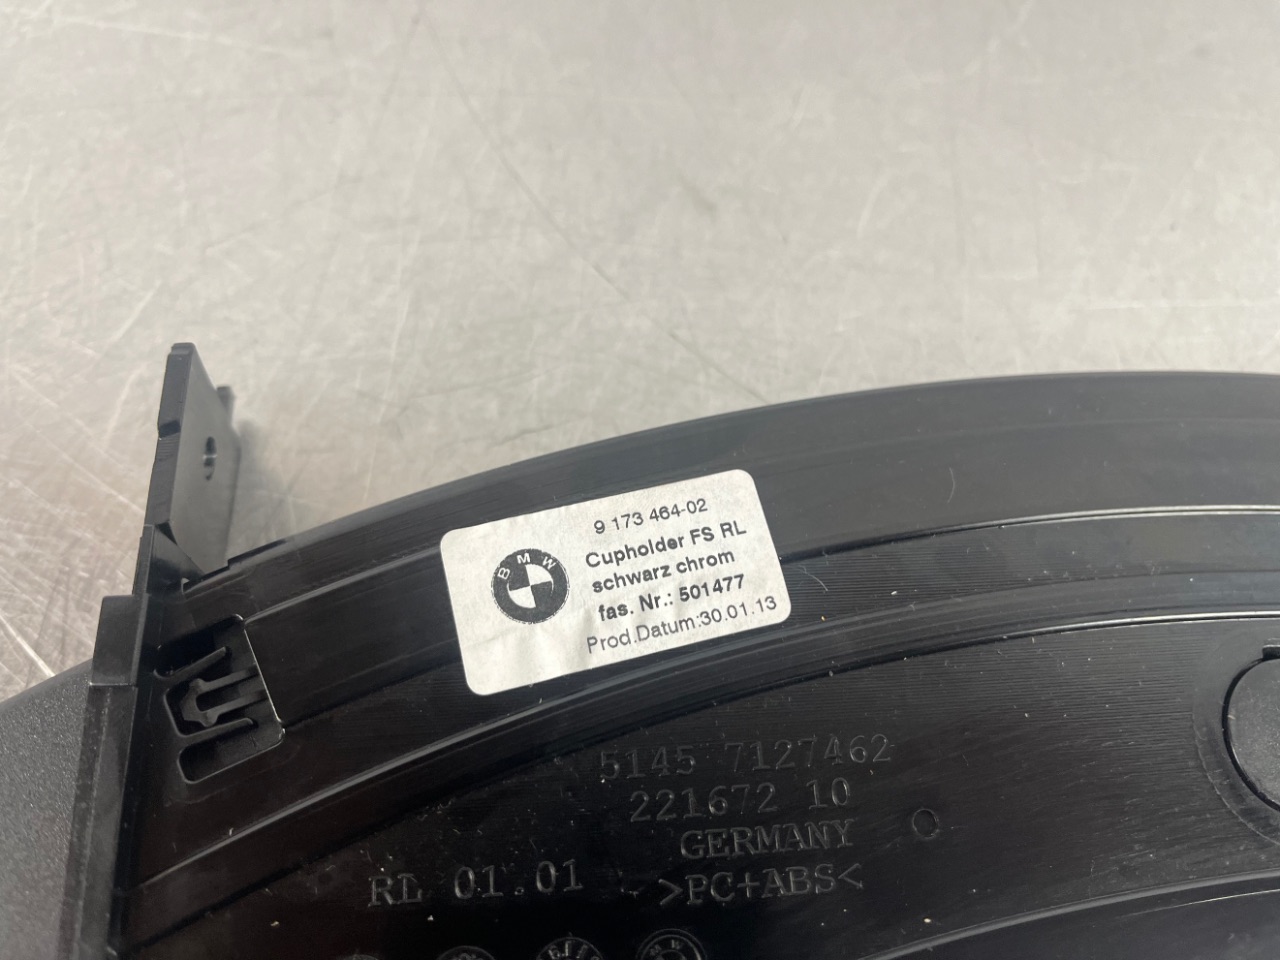 9 173 464-02
Cupholder FS RL
schwarz chrom
fas. Nr.: 501477
Prod.Datum:30.01.13
BMW
5145 7127462
221672 10
GERMANY
RL 01.01
>PC+ABS<